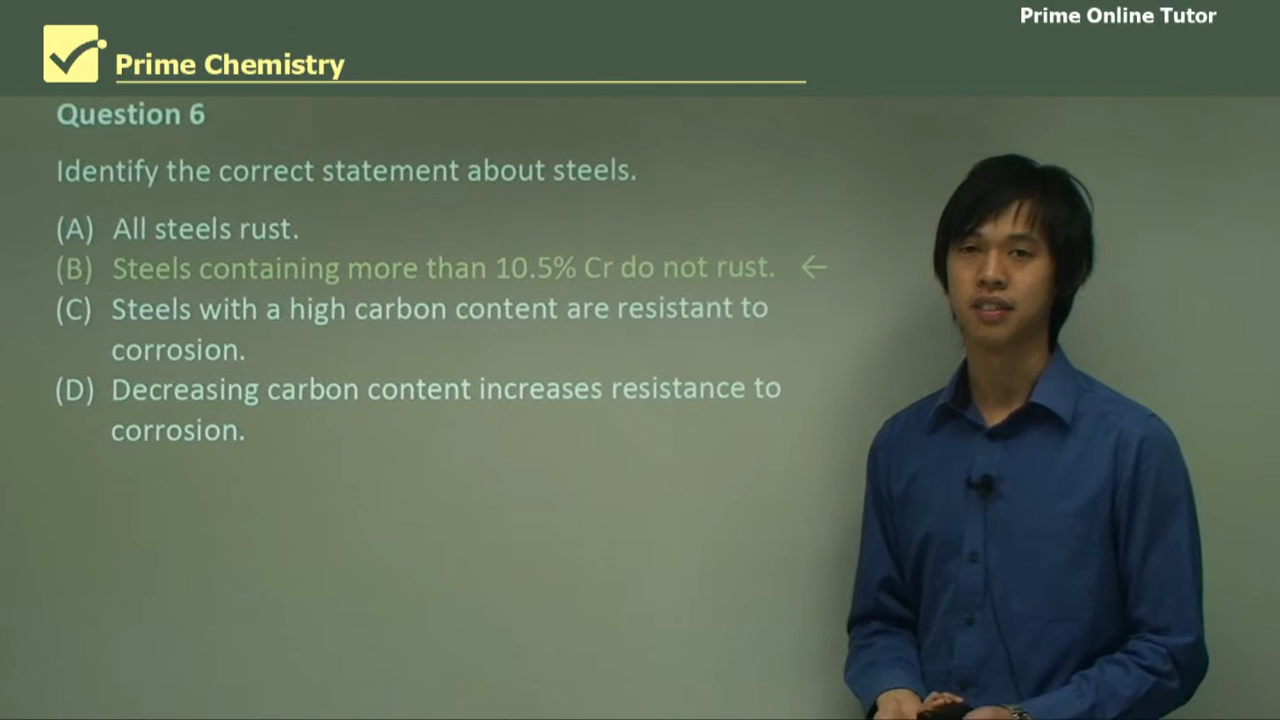 Prime Online Tutor
Prime Chemistry
Question 6
Identify the correct statement about steels.
(A) All steels rust.
(B) Steels containing more than 10.5% Cr do not rust. ←
(C) Steels with a high carbon content are resistant to
corrosion.
(D) Decreasing carbon content increases resistance to
corrosion.